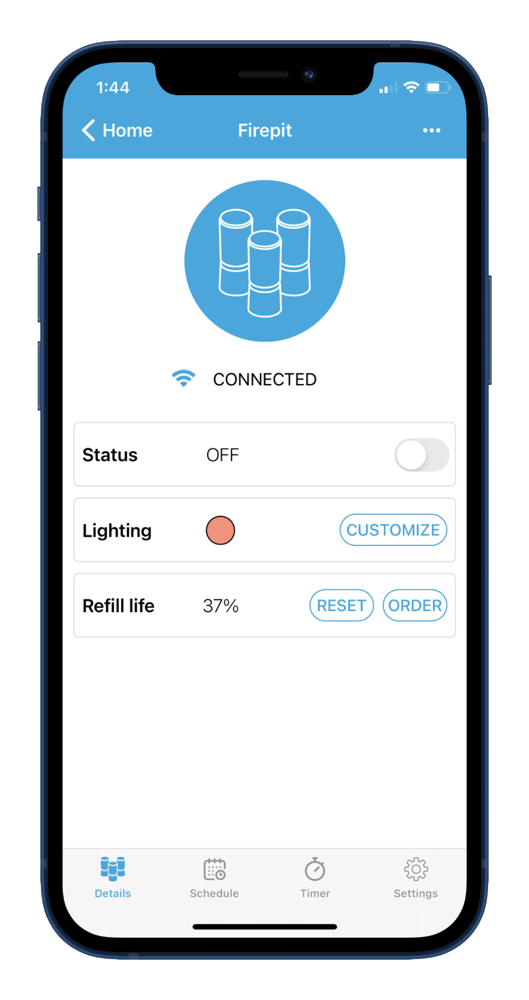 1:44
Home Firepit
CONNECTED
Status OFF
Lighting CUSTOMIZE
Refill life 37% RESET ORDER
Details Schedule Timer Settings